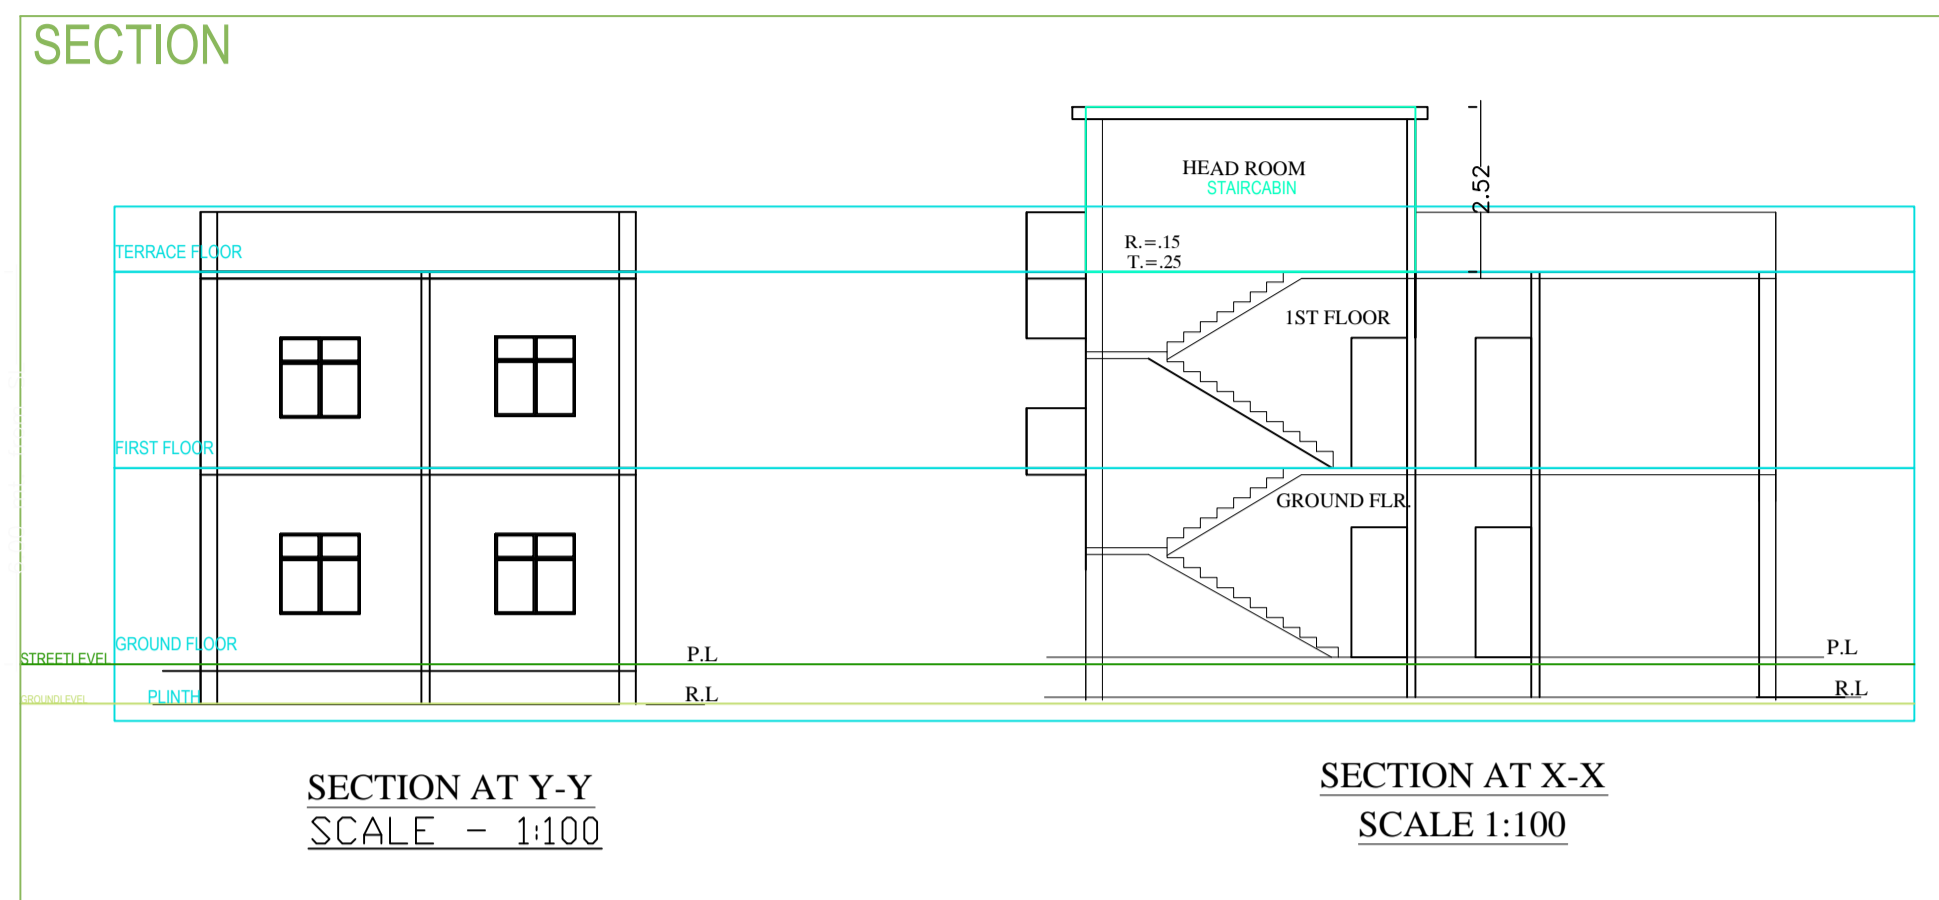 SECTION
HEAD ROOM
STAIRCABIN
2.52
R.=.15
T.=.25
TERRACE FLOOR
1ST FLOOR
FIRST FLOOR
GROUND FLR.
GROUND FLOOR
STREETLEVEL
P.L
P.L
PLINTH
GROUNDLEVEL
R.L
R.L
SECTION AT Y-Y
SCALE - 1:100
SECTION AT X-X
SCALE 1:100